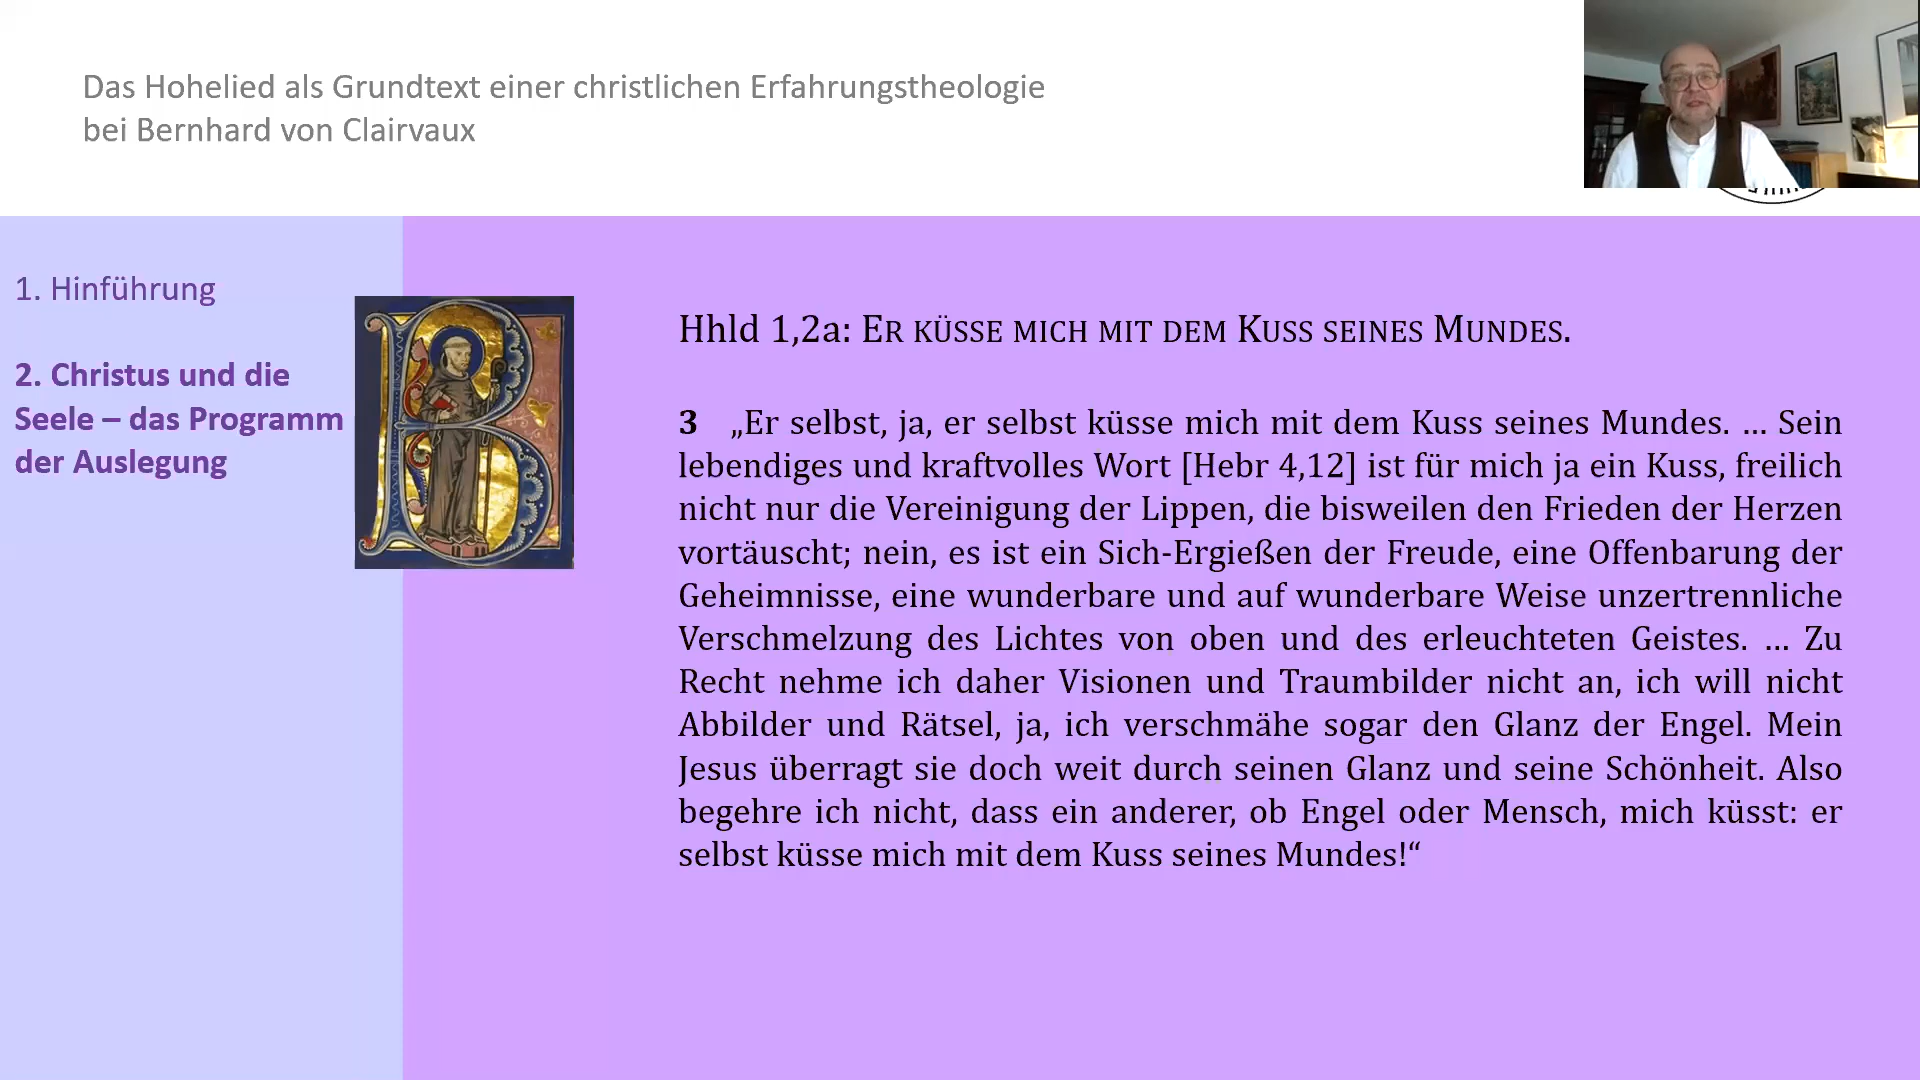 Das Hohelied als Grundtext einer christlichen Erfahrungstheologie
bei Bernhard von Clairvaux
1. Hinführung
2. Christus und die
Seele – das Programm
der Auslegung
Hhld 1,2a: ER KÜSSE MICH MIT DEM KUSS SEINES MUNDES.
3 „Er selbst, ja, er selbst küsse mich mit dem Kuss seines Mundes. ... Sein
lebendiges und kraftvolles Wort [Hebr 4,12] ist für mich ja ein Kuss, freilich
nicht nur die Vereinigung der Lippen, die bisweilen den Frieden der Herzen
vortäuscht; nein, es ist ein Sich-Ergießen der Freude, eine Offenbarung der
Geheimnisse, eine wunderbare und auf wunderbare Weise unzertrennliche
Verschmelzung des Lichtes von oben und des erleuchteten Geistes. ... Zu
Recht nehme ich daher Visionen und Traumbilder nicht an, ich will nicht
Abbilder und Rätsel, ja, ich verschmähe sogar den Glanz der Engel. Mein
Jesus überragt sie doch weit durch seinen Glanz und seine Schönheit. Also
begehre ich nicht, dass ein anderer, ob Engel oder Mensch, mich küsst: er
selbst küsse mich mit dem Kuss seines Mundes!“